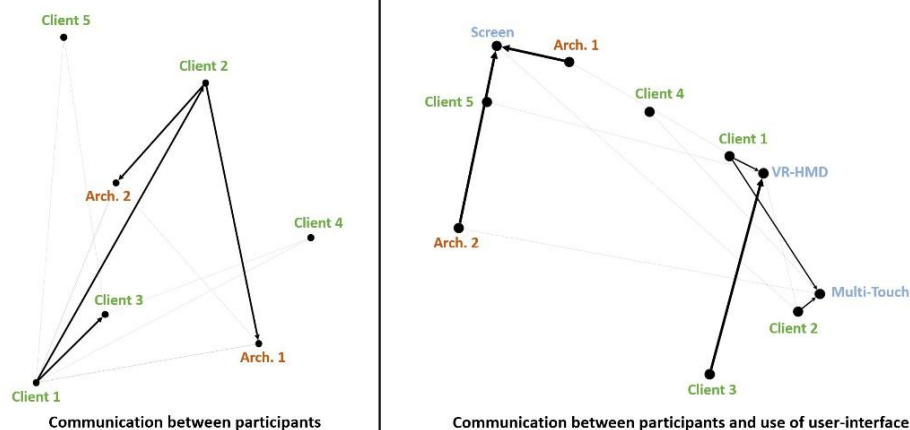 Client 5
Client 2
Arch. 2
Client 4
Client 3
Arch. 1
Client 1
Communication between participants
Screen
Arch. 1
Client 4
Client 5
Client 1
VR-HMD
Arch. 2
Multi-Touch
Client 2
Client 3
Communication between participants and use of user-interface